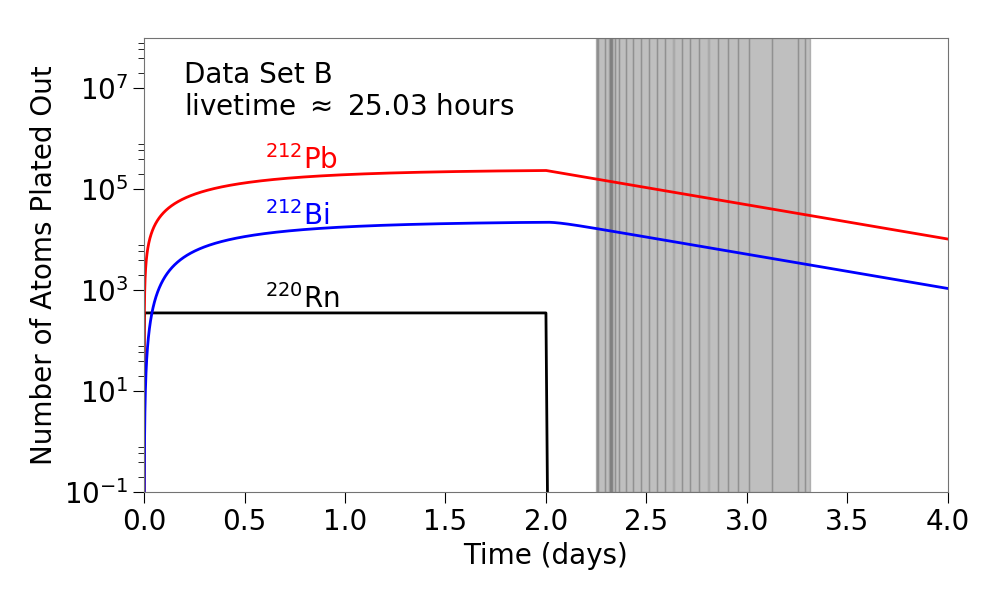 Data Set B
livetime ≈ 25.03 hours
²¹²Pb
²¹²Bi
²²⁰Rn
Number of Atoms Plated Out
10⁷
10⁵
10³
10¹
10⁻¹
0.0 0.5 1.0 1.5 2.0 2.5 3.0 3.5 4.0
Time (days)